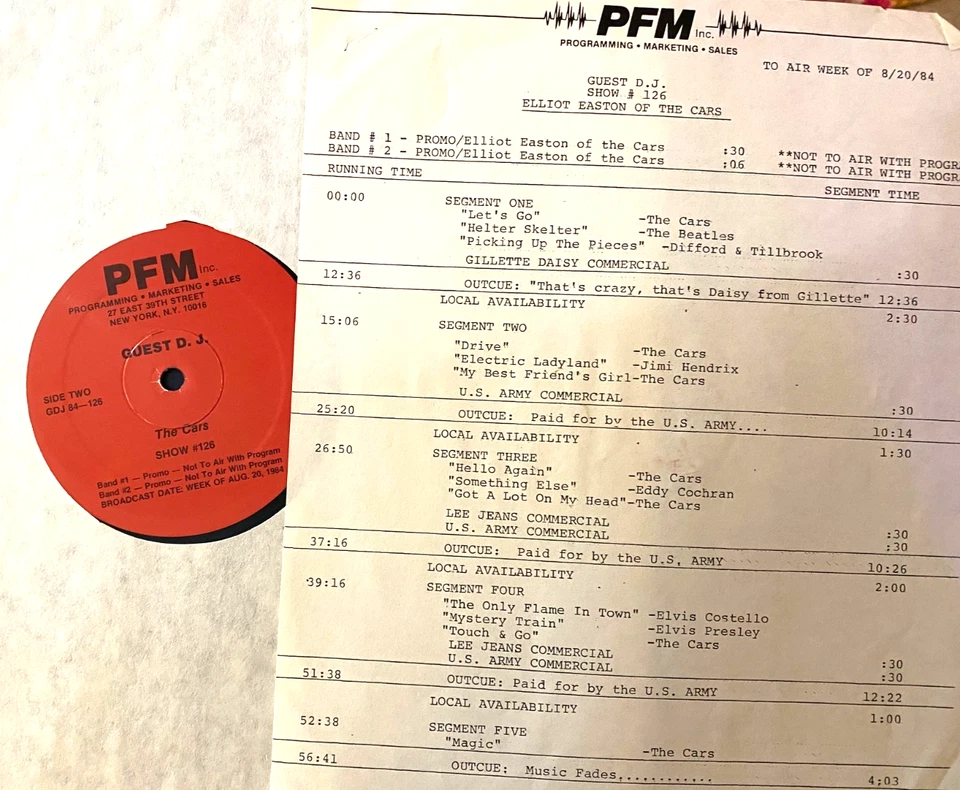 PFM Inc.
PROGRAMMING • MARKETING • SALES
27 EAST 39TH STREET
NEW YORK, N.Y. 10016
GUEST D. J.
SIDE TWO
GDJ 84—126
The Cars
SHOW #126
Band #1 — Promo — Not To Air With Program
Band #2 — Promo — Not To Air With Program
BROADCAST DATE: WEEK OF AUG. 20, 1984
PFM Inc.
PROGRAMMING • MARKETING • SALES
TO AIR WEEK OF 8/20/84
GUEST D.J.
SHOW # 126
ELLIOT EASTON OF THE CARS
BAND # 1 - PROMO/Elliot Easton of the Cars :30 **NOT TO AIR WITH PROGR
BAND # 2 - PROMO/Elliot Easton of the Cars :06 **NOT TO AIR WITH PROGR
RUNNING TIME SEGMENT TIME
00:00 SEGMENT ONE
"Let's Go" -The Cars
"Helter Skelter" -The Beatles
"Picking Up The Pieces" -Difford & Tillbrook
GILLETTE DAISY COMMERCIAL :30
12:36 OUTCUE: "That's crazy, that's Daisy from Gillette" 12:36
LOCAL AVAILABILITY 2:30
15:06 SEGMENT TWO
"Drive" -The Cars
"Electric Ladyland" -Jimi Hendrix
"My Best Friend's Girl-The Cars
U.S. ARMY COMMERCIAL :30
25:20 OUTCUE: Paid for by the U.S. ARMY.... 10:14
LOCAL AVAILABILITY 1:30
26:50 SEGMENT THREE
"Hello Again" -The Cars
"Something Else" -Eddy Cochran
"Got A Lot On My Head"-The Cars
LEE JEANS COMMERCIAL :30
U.S. ARMY COMMERCIAL :30
37:16 OUTCUE: Paid for by the U.S. ARMY 10:26
LOCAL AVAILABILITY 2:00
39:16 SEGMENT FOUR
"The Only Flame In Town" -Elvis Costello
"Mystery Train" -Elvis Presley
"Touch & Go" -The Cars
LEE JEANS COMMERCIAL :30
U.S. ARMY COMMERCIAL :30
51:38 OUTCUE: Paid for by the U.S. ARMY 12:22
LOCAL AVAILABILITY 1:00
52:38 SEGMENT FIVE
"Magic" -The Cars
56:41 OUTCUE: Music Fades............ 4:03